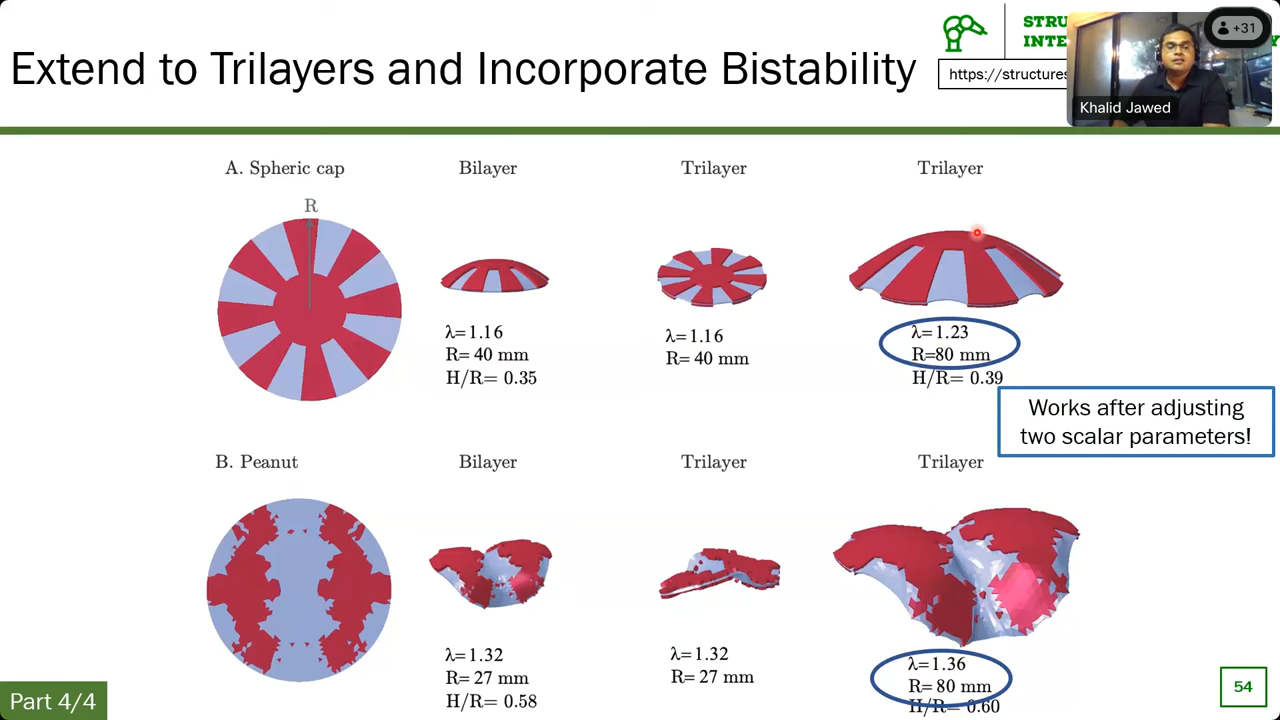 Extend to Trilayers and Incorporate Bistability
STRU
INTE
https://structures
+31
Khalid Jawed
A. Spheric cap
Bilayer
Trilayer
Trilayer
R
λ=1.16
R= 40 mm
H/R= 0.35
λ=1.16
R= 40 mm
λ=1.23
R=80 mm
H/R= 0.39
Works after adjusting
two scalar parameters!
B. Peanut
Bilayer
Trilayer
Trilayer
λ=1.32
R= 27 mm
H/R= 0.58
λ=1.32
R= 27 mm
λ=1.36
R= 80 mm
H/R= 0.60
Part 4/4
54